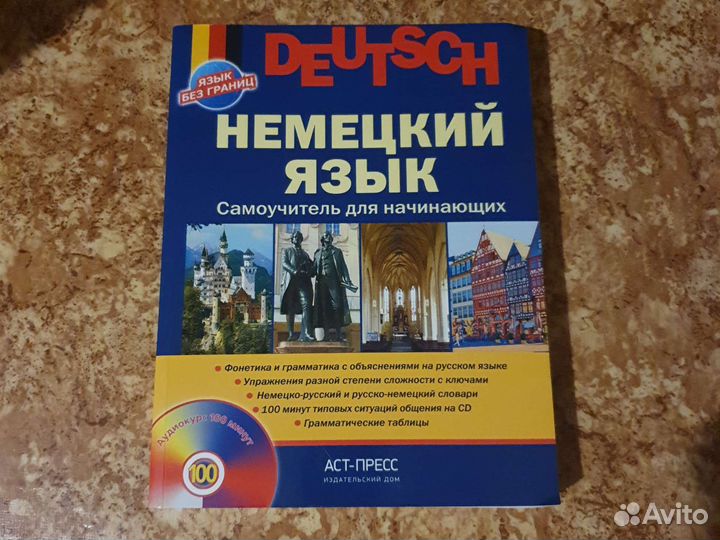 DEUTSCH
ЯЗЫК
БЕЗ ГРАНИЦ
НЕМЕЦКИЙ
ЯЗЫК
Самоучитель для начинающих
Фонетика и грамматика с объяснениями на русском языке
Упражнения разной степени сложности с ключами
Немецко-русский и русско-немецкий словари
100 минут типовых ситуаций общения на CD
Грамматические таблицы
Аудиокурс 100 минут
100
АСТ-ПРЕСС
ИЗДАТЕЛЬСКИЙ ДОМ
Avito